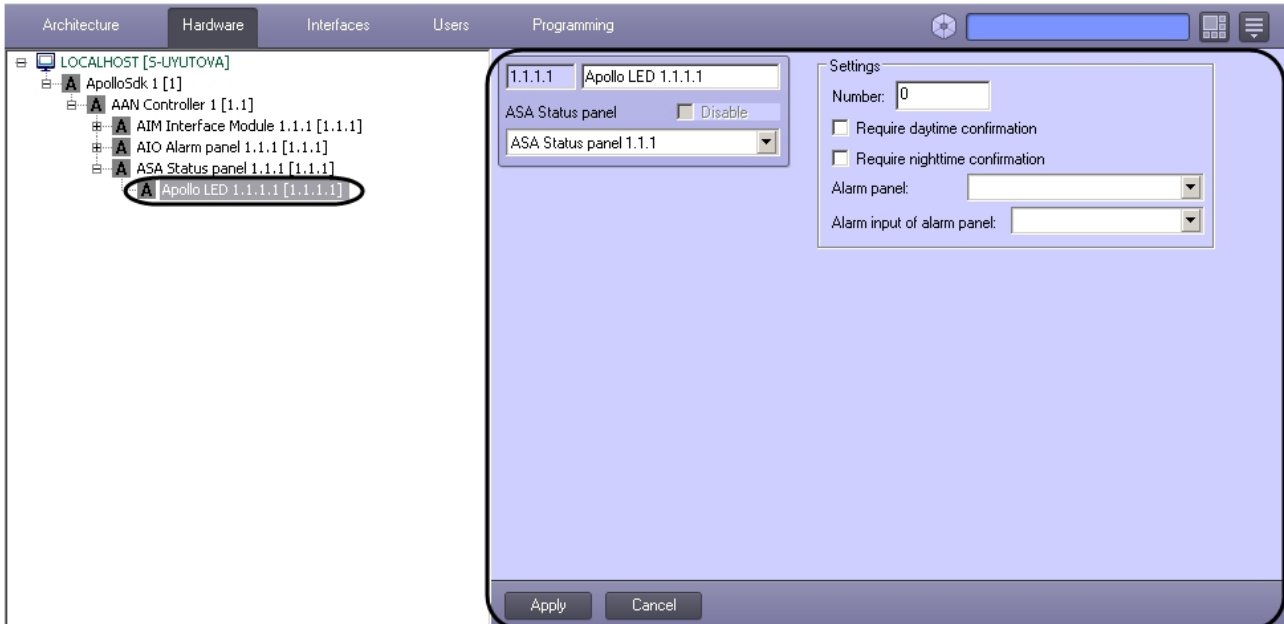 Architecture Hardware Interfaces Users Programming
LOCALHOST [S-UYUTOVA]
A ApolloSdk 1 [1]
A AAN Controller 1 [1.1]
A AIM Interface Module 1.1.1 [1.1.1]
A AIO Alarm panel 1.1.1 [1.1.1]
A ASA Status panel 1.1.1 [1.1.1]
A Apollo LED 1.1.1.1 [1.1.1.1]
1.1.1.1 Apollo LED 1.1.1.1
ASA Status panel Disable
ASA Status panel 1.1.1
Settings
Number: 0
Require daytime confirmation
Require nighttime confirmation
Alarm panel:
Alarm input of alarm panel:
Apply Cancel